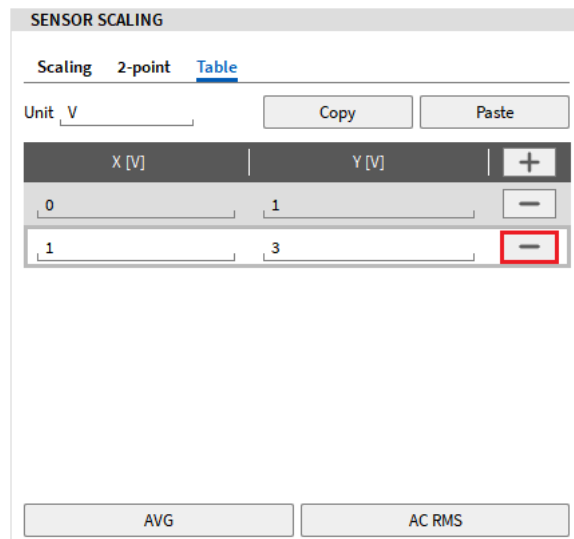 SENSOR SCALING
Scaling 2-point Table
Unit V Copy Paste
X [V] Y [V] +
0 1 −
1 3 −
AVG AC RMS